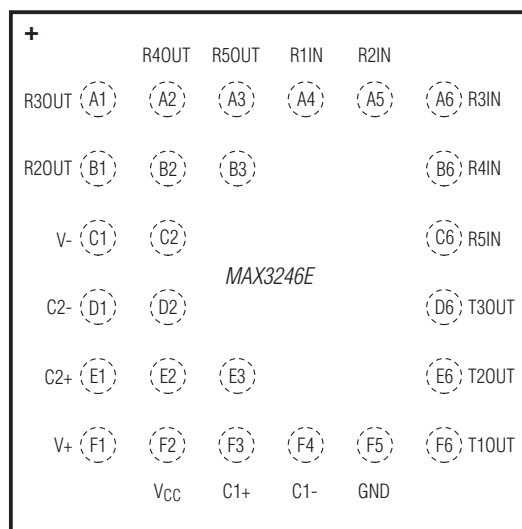 +
R4OUT R5OUT R1IN R2IN
R3OUT A1 A2 A3 A4 A5 A6 R3IN
R2OUT B1 B2 B3 B6 R4IN
V- C1 C2 C6 R5IN
MAX3246E
C2- D1 D2 D6 T3OUT
C2+ E1 E2 E3 E6 T2OUT
V+ F1 F2 F3 F4 F5 F6 T1OUT
VCC C1+ C1- GND